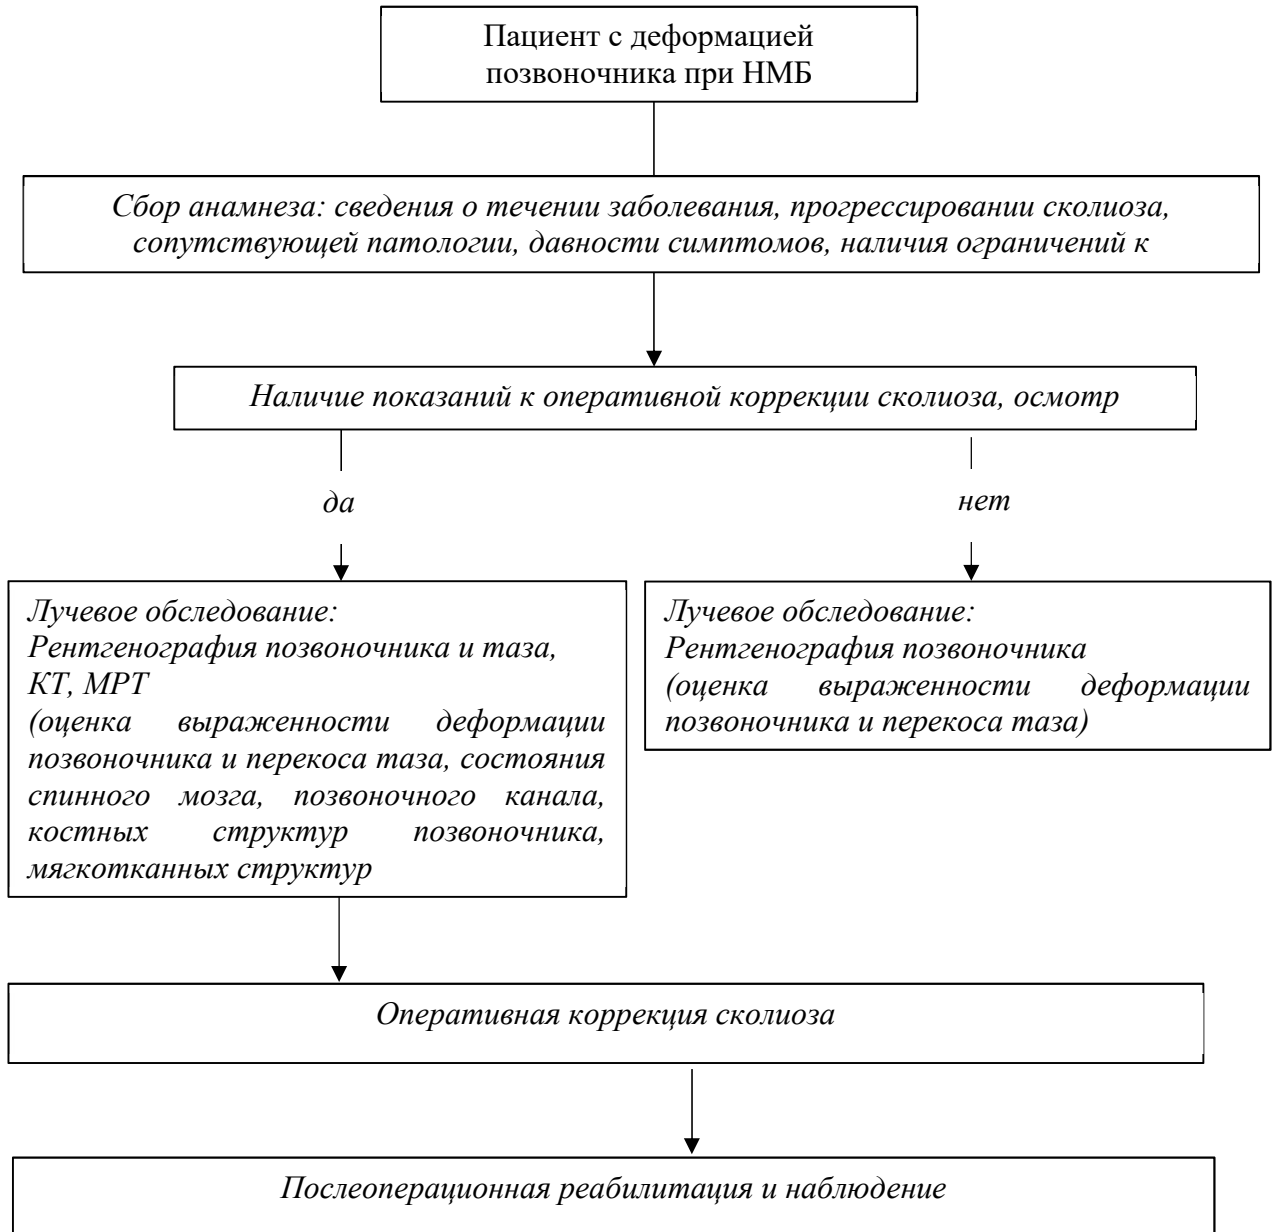 Пациент с деформацией
позвоночника при НМБ
Сбор анамнеза: сведения о течении заболевания, прогрессировании сколиоза,
сопутствующей патологии, давности симптомов, наличия ограничений к
Наличие показаний к оперативной коррекции сколиоза, осмотр
да
нет
Лучевое обследование:
Рентгенография позвоночника и таза,
КТ, МРТ
(оценка выраженности деформации
позвоночника и перекоса таза, состояния
спинного мозга, позвоночного канала,
костных структур позвоночника,
мягкотканных структур
Лучевое обследование:
Рентгенография позвоночника
(оценка выраженности деформации
позвоночника и перекоса таза)
Оперативная коррекция сколиоза
Послеоперационная реабилитация и наблюдение